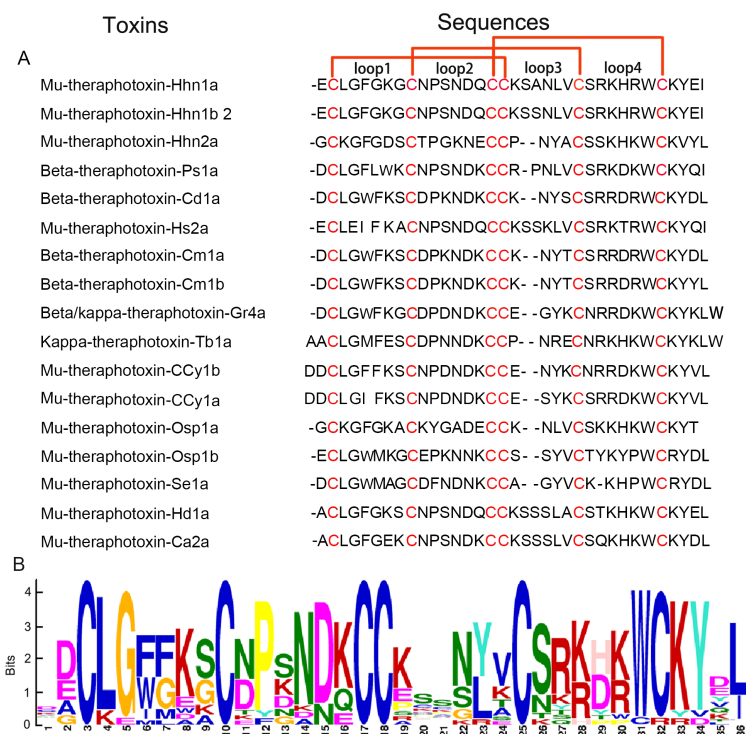 Toxins Sequences
A
loop1 loop2 loop3 loop4
Mu-theraphotoxin-Hhn1a -ECLGFGKGCNPSNDQCCKSANLVCSRKHRWCKYEI
Mu-theraphotoxin-Hhn1b 2 -ECLGFGKGCNPSNDQCCKSSNLVCSRKHRWCKYEI
Mu-theraphotoxin-Hhn2a -GCKGFGDSCTPGKNECCP--NYACSSKHKWCKVYL
Beta-theraphotoxin-Ps1a -DCLGFLWKCNPSNDKCCR-PNLVCSRKDKWCKYQI
Beta-theraphotoxin-Cd1a -DCLGWFKSCDPKNDKCCK--NYSCSRRDRWCKYDL
Mu-theraphotoxin-Hs2a -ECLEIFKACNPSNDQCCKSSKLVCSRKTRWCKYQI
Beta-theraphotoxin-Cm1a -DCLGWFKSCDPKNDKCCK--NYTCSRRDRWCKYDL
Beta-theraphotoxin-Cm1b -DCLGWFKSCDPKNDKCCK--NYTCSRRDRWCKYYL
Beta/kappa-theraphotoxin-Gr4a -DCLGWFKGCDPDNDKCCE--GYKCNRRDKWCKYKLW
Kappa-theraphotoxin-Tb1a AACLGMFESCDPNNDKCCP--NRECNRKHKWCKYKLW
Mu-theraphotoxin-CCy1b DDCLGFFKSCNPDNDKCCE--NYKCNRRDKWCKYVL
Mu-theraphotoxin-CCy1a DDCLGIFKSCNPDNDKCCE--SYKCSRRDKWCKYVL
Mu-theraphotoxin-Osp1a -GCKGFGKACKYGADECCK--NLVCSKKHKWCKYT
Mu-theraphotoxin-Osp1b -ECLGWMKGCEPKNNKCCS--SYVCTYKYPWCRYDL
Mu-theraphotoxin-Se1a -DCLGWMAGCDFNDNKCCA--GYVCK-KHPWCRYDL
Mu-theraphotoxin-Hd1a -ACLGFGKSCNPSNDQCCKSSSLACSTKHKWCKYEL
Mu-theraphotoxin-Ca2a -ACLGFGEKCNPSNDKCCKSSSLVCSQKHKWCKYDL
B
Bits
4
3
2
1
0
1 2 3 4 5 6 7 8 9 10 11 12 13 14 15 16 17 18 19 20 21 22 23 24 25 26 27 28 29 30 31 32 33 34 35 36